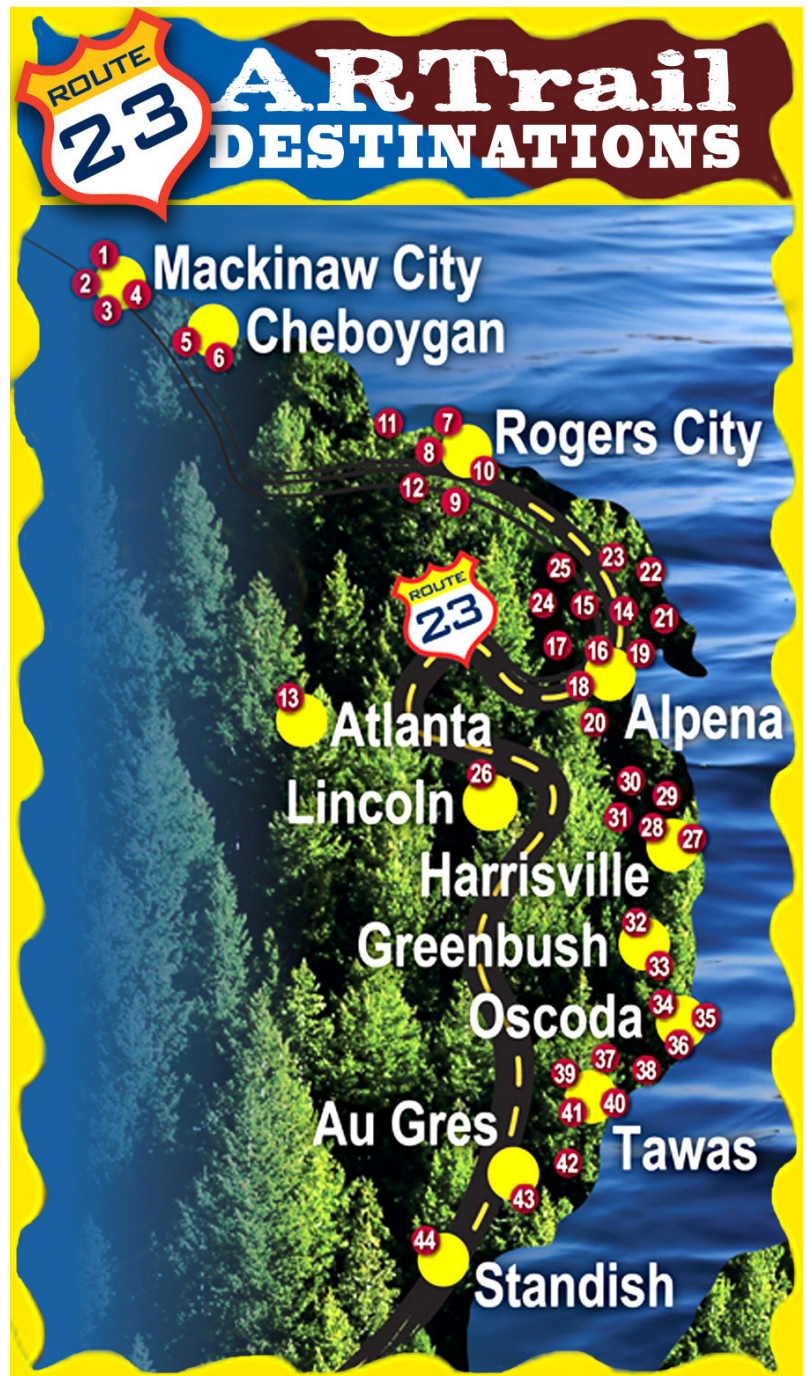 ROUTE
23
ARTrail
DESTINATIONS
1
2
3
4
Mackinaw City
5
6
Cheboygan
11
7
8
10
12
9
Rogers City
25
23
22
24
15
14
21
ROUTE
23
17
16
19
18
20
Alpena
13
Atlanta
26
Lincoln
30
29
31
28
27
Harrisville
32
Greenbush
33
34
35
Oscoda
36
37
39
38
41
40
Au Gres
Tawas
42
43
44
Standish